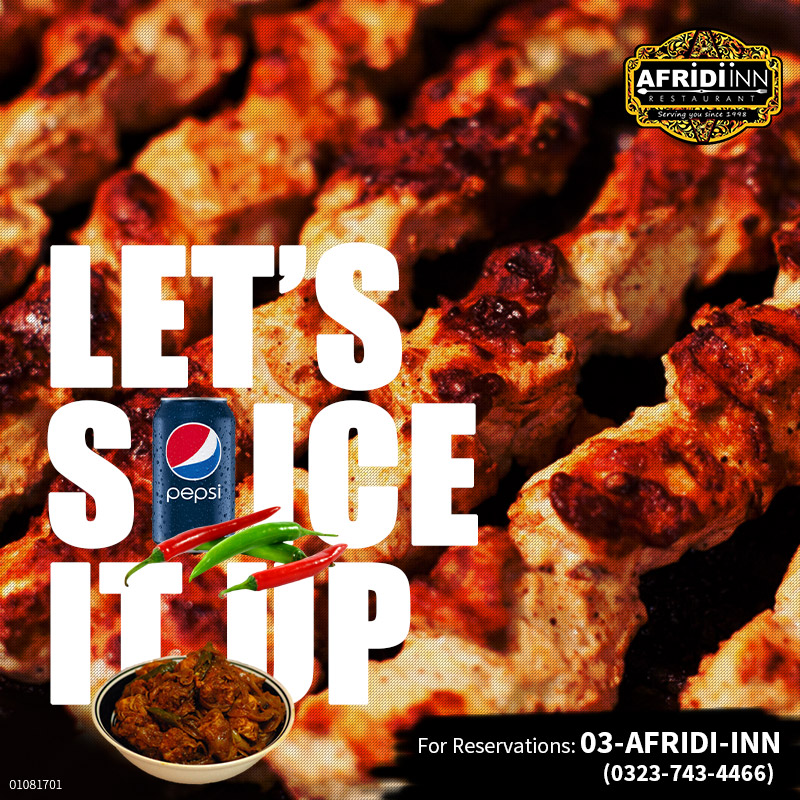 AFRIDI INN
RESTAURANT
Serving you since 1998
LET'S
S ICE
pepsi
IT UP
For Reservations: 03-AFRIDI-INN
(0323-743-4466)
01081701